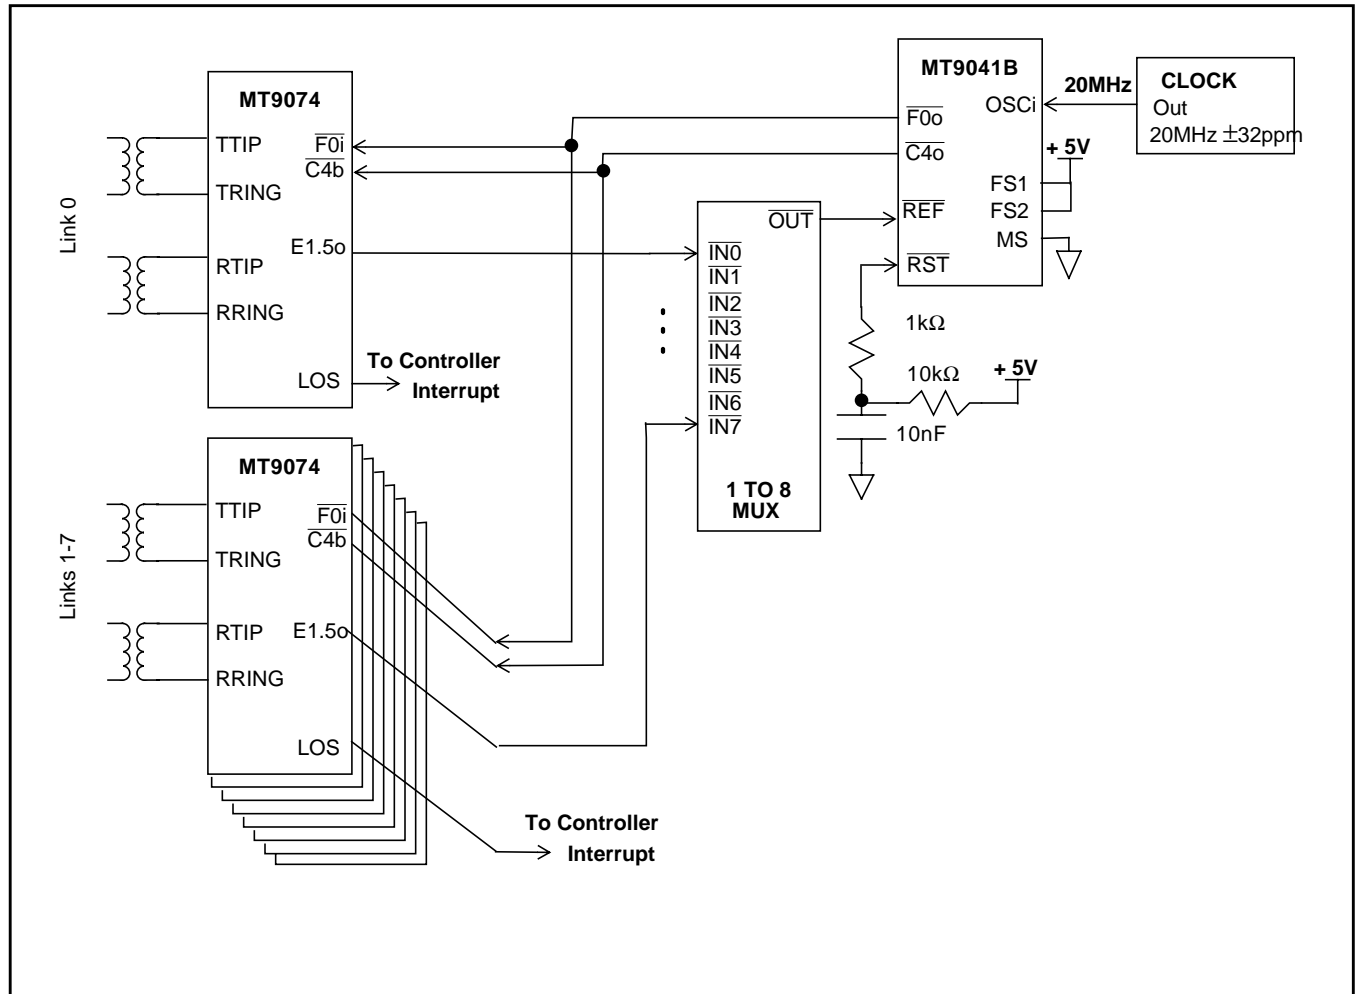 MT9041B
OSCi
F0o
C4o
FS1
FS2
REF
MS
RST
20MHz
CLOCK
Out
20MHz ±32ppm
+ 5V
MT9074
TTIP
F0i
C4b
TRING
E1.5o
RTIP
RRING
LOS
Link 0
To Controller
Interrupt
OUT
IN0
IN1
IN2
IN3
IN4
IN5
IN6
IN7
1 TO 8
MUX
1kΩ
10kΩ
+ 5V
10nF
MT9074
TTIP
F0i
C4b
TRING
RTIP
E1.5o
RRING
LOS
Links 1-7
To Controller
Interrupt